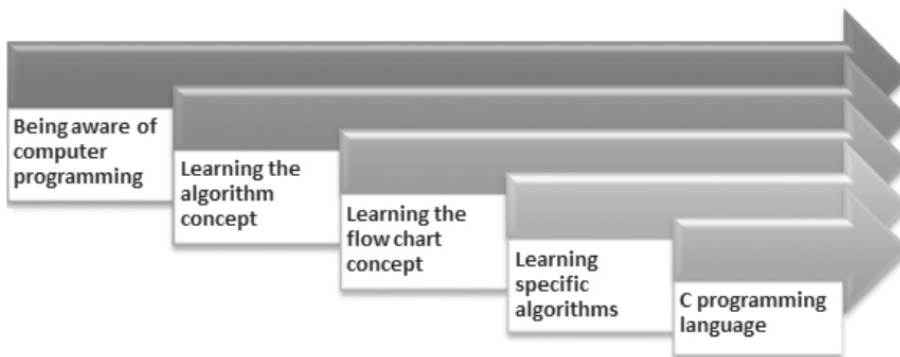 Being aware of
computer
programming
Learning the
algorithm
concept
Learning the
flow chart
concept
Learning
specific
algorithms
C programming
language